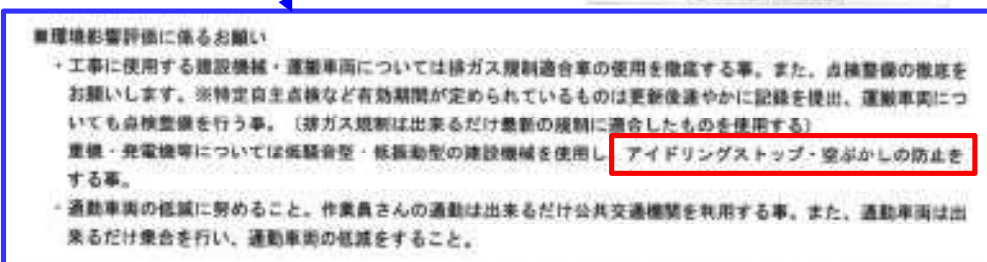 ■環境影響評価に係るお願い
・工事に使用する建設機械・運搬車両については排ガス規制適合車の使用を徹底する事。また、点検整備の徹底を
お願いします。※特定自主点検など有効期間が定められているものは更新後速やかに記録を提出、運搬車両につ
いても点検整備を行う事。（排ガス規制は出来るだけ最新の規制に適合したものを使用する）
重機・発電機等については低騒音型・低振動型の建設機械を使用し、アイドリングストップ・空ぶかしの防止を
する事。
・通勤車両の低減に努めること。作業員さんの通勤は出来るだけ公共交通機関を利用する事。また、通勤車両は出
来るだけ乗合を行い、通勤車両の低減をすること。